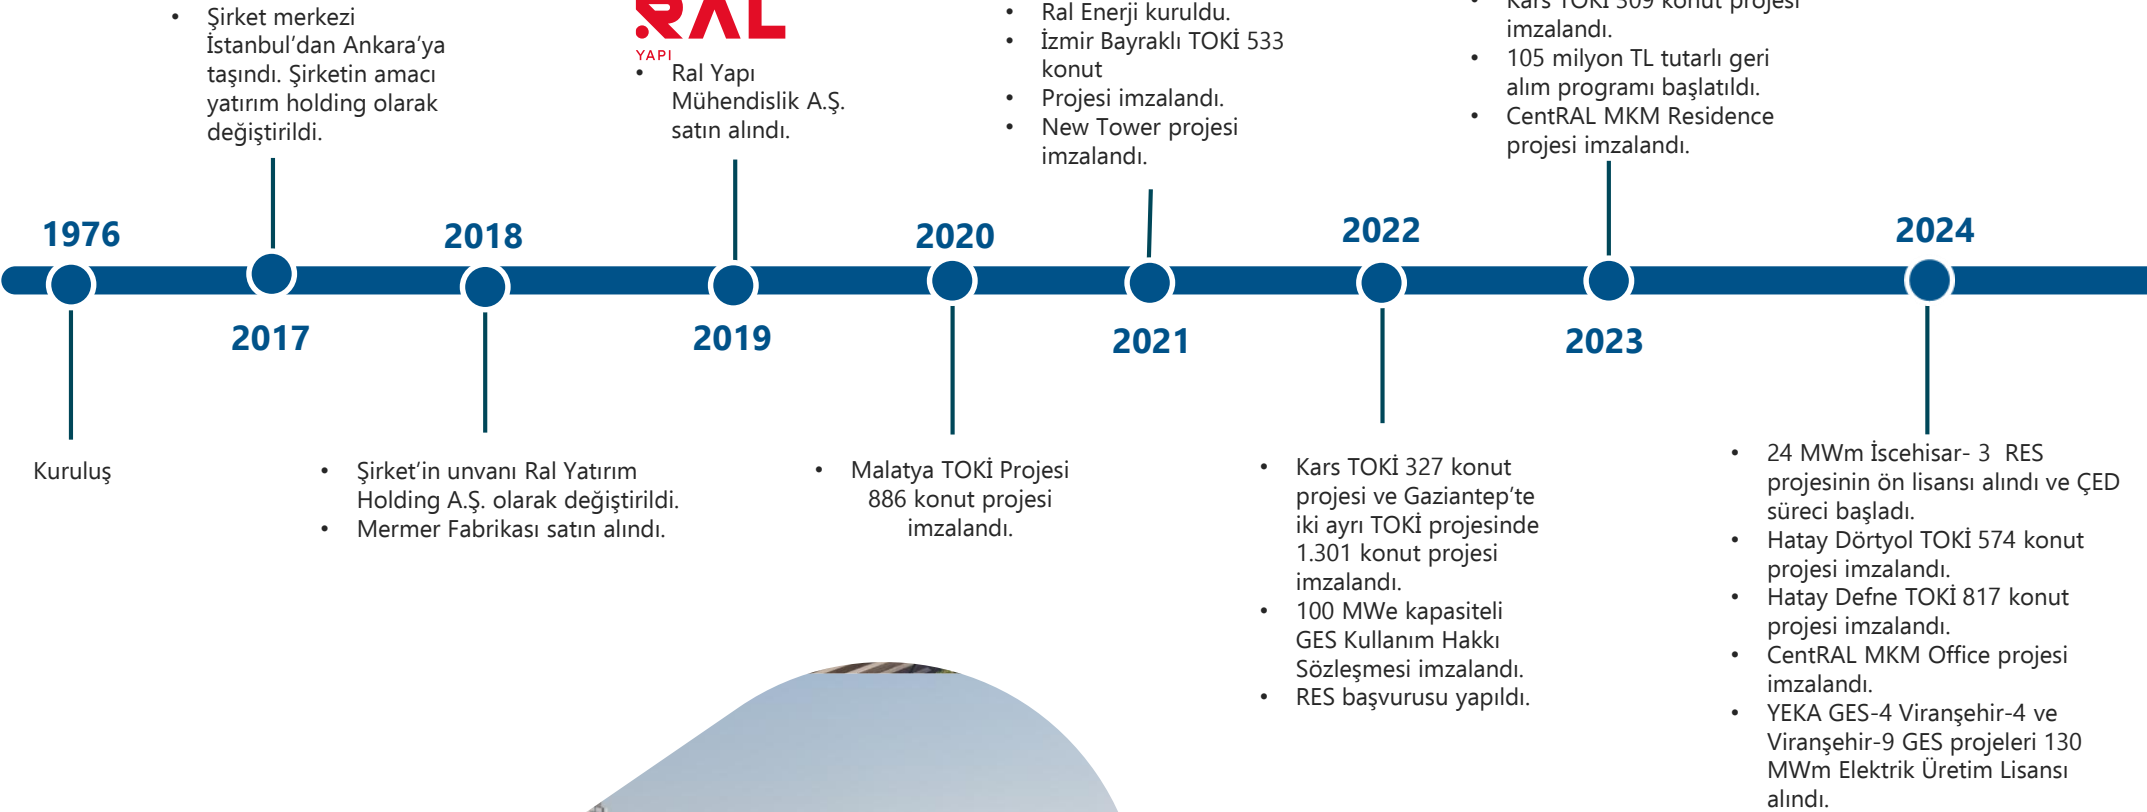 • Şirket merkezi
İstanbul’dan Ankara’ya
taşındı. Şirketin amacı
yatırım holding olarak
değiştirildi.
RAL
YAPI
• Ral Yapı
Mühendislik A.Ş.
satın alındı.
• Ral Enerji kuruldu.
• İzmir Bayraklı TOKİ 533
konut
• Projesi imzalandı.
• New Tower projesi
imzalandı.
• Kars TOKİ 309 konut projesi
imzalandı.
• 105 milyon TL tutarlı geri
alım programı başlatıldı.
• CentRAL MKM Residence
projesi imzalandı.
1976
2018
2020
2022
2024
2017
2019
2021
2023
Kuruluş
• Şirket’in unvanı Ral Yatırım
Holding A.Ş. olarak değiştirildi.
• Mermer Fabrikası satın alındı.
• Malatya TOKİ Projesi
886 konut projesi
imzalandı.
• Kars TOKİ 327 konut
projesi ve Gaziantep’te
iki ayrı TOKİ projesinde
1.301 konut projesi
imzalandı.
• 100 MWe kapasiteli
GES Kullanım Hakkı
Sözleşmesi imzalandı.
• RES başvurusu yapıldı.
• 24 MWm İscehisar- 3 RES
projesinin ön lisansı alındı ve ÇED
süreci başladı.
• Hatay Dörtyol TOKİ 574 konut
projesi imzalandı.
• Hatay Defne TOKİ 817 konut
projesi imzalandı.
• CentRAL MKM Office projesi
imzalandı.
• YEKA GES-4 Viranşehir-4 ve
Viranşehir-9 GES projeleri 130
MWm Elektrik Üretim Lisansı
alındı.